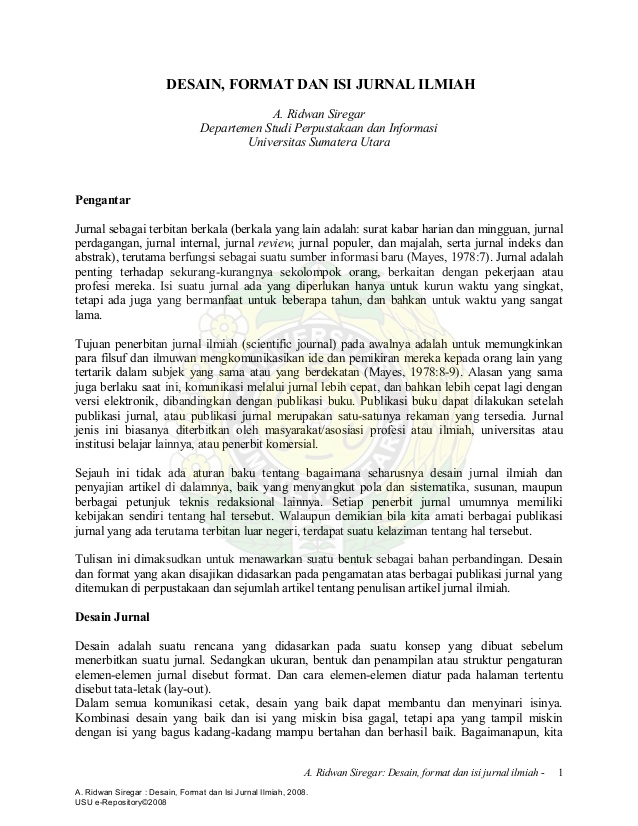 DESAIN, FORMAT DAN ISI JURNAL ILMIAH
A. Ridwan Siregar
Departemen Studi Perpustakaan dan Informasi
Universitas Sumatera Utara
Pengantar
Jurnal sebagai terbitan berkala (berkala yang lain adalah: surat kabar harian dan mingguan, jurnal
perdagangan, jurnal internal, jurnal review, jurnal populer, dan majalah, serta jurnal indeks dan
abstrak), terutama berfungsi sebagai suatu sumber informasi baru (Mayes, 1978:7). Jurnal adalah
penting terhadap sekurang-kurangnya sekolompok orang, berkaitan dengan pekerjaan atau
profesi mereka. Isi suatu jurnal ada yang diperlukan hanya untuk kurun waktu yang singkat,
tetapi ada juga yang bermanfaat untuk beberapa tahun, dan bahkan untuk waktu yang sangat
lama.
Tujuan penerbitan jurnal ilmiah (scientific journal) pada awalnya adalah untuk memungkinkan
para filsuf dan ilmuwan mengkomunikasikan ide dan pemikiran mereka kepada orang lain yang
tertarik dalam subjek yang sama atau yang berdekatan (Mayes, 1978:8-9). Alasan yang sama
juga berlaku saat ini, komunikasi melalui jurnal lebih cepat, dan bahkan lebih cepat lagi dengan
versi elektronik, dibandingkan dengan publikasi buku. Publikasi buku dapat dilakukan setelah
publikasi jurnal, atau publikasi jurnal merupakan satu-satunya rekaman yang tersedia. Jurnal
jenis ini biasanya diterbitkan oleh masyarakat/asosiasi profesi atau ilmiah, universitas atau
institusi belajar lainnya, atau penerbit komersial.
Sejauh ini tidak ada aturan baku tentang bagaimana seharusnya desain jurnal ilmiah dan
penyajian artikel di dalamnya, baik yang menyangkut pola dan sistematika, susunan, maupun
berbagai petunjuk teknis redaksional lainnya. Setiap penerbit jurnal umumnya memiliki
kebijakan sendiri tentang hal tersebut. Walaupun demikian bila kita amati berbagai publikasi
jurnal yang ada terutama terbitan luar negeri, terdapat suatu kelaziman tentang hal tersebut.
Tulisan ini dimaksudkan untuk menawarkan suatu bentuk sebagai bahan perbandingan. Desain
dan format yang akan disajikan didasarkan pada pengamatan atas berbagai publikasi jurnal yang
ditemukan di perpustakaan dan sejumlah artikel tentang penulisan artikel jurnal ilmiah.
Desain Jurnal
Desain adalah suatu rencana yang didasarkan pada suatu konsep yang dibuat sebelum
menerbitkan suatu jurnal. Sedangkan ukuran, bentuk dan penampilan atau struktur pengaturan
elemen-elemen jurnal disebut format. Dan cara elemen-elemen diatur pada halaman tertentu
disebut tata-letak (lay-out).
Dalam semua komunikasi cetak, desain yang baik dapat membantu dan menyinari isinya.
Kombinasi desain yang baik dan isi yang miskin bisa gagal, tetapi apa yang tampil miskin
dengan isi yang bagus kadang-kadang mampu bertahan dan berhasil baik. Bagaimanapun, kita
A. Ridwan Siregar: Desain, format dan isi jurnal ilmiah - 1
A. Ridwan Siregar : Desain, Format dan Isi Jurnal Ilmiah, 2008.
USU e-Repository©2008